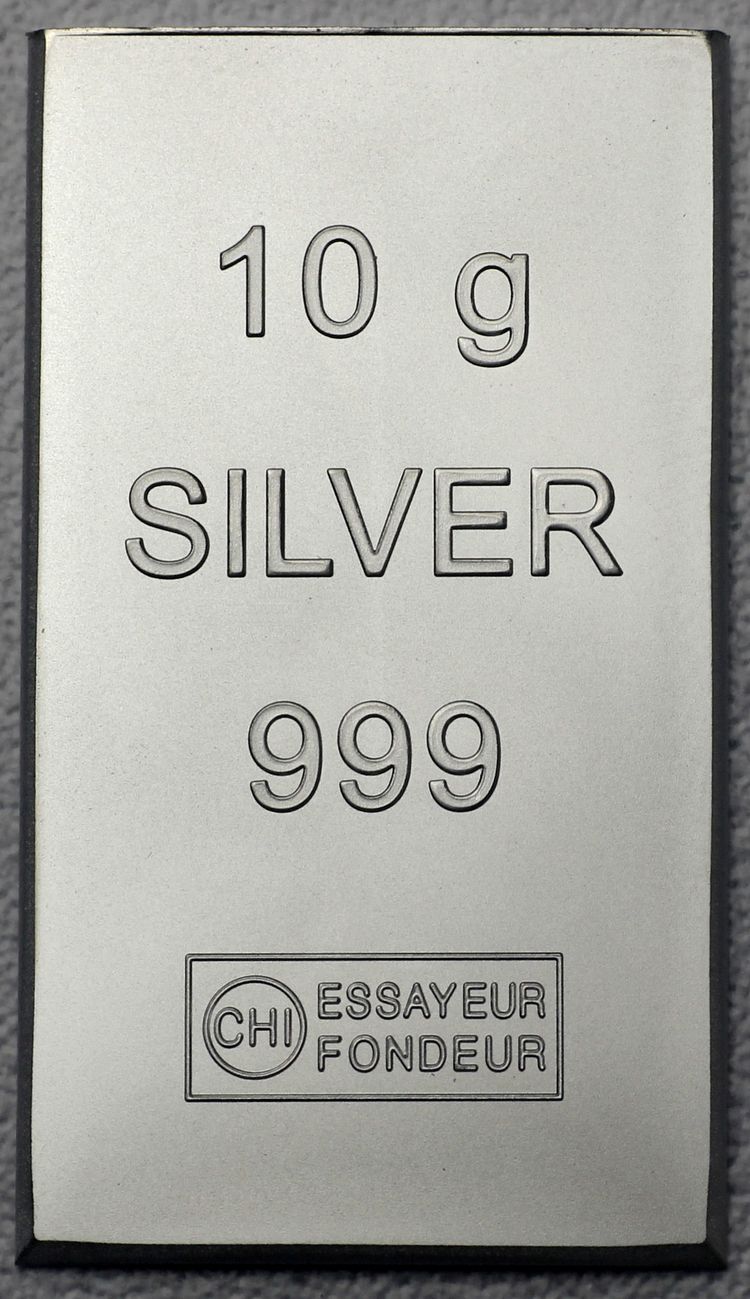 10 g
SILVER
999
CHI ESSAYEUR
FONDEUR